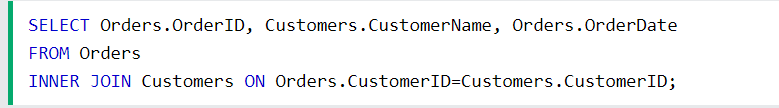 SELECT Orders.OrderID, Customers.CustomerName, Orders.OrderDate
FROM Orders
INNER JOIN Customers ON Orders.CustomerID=Customers.CustomerID;